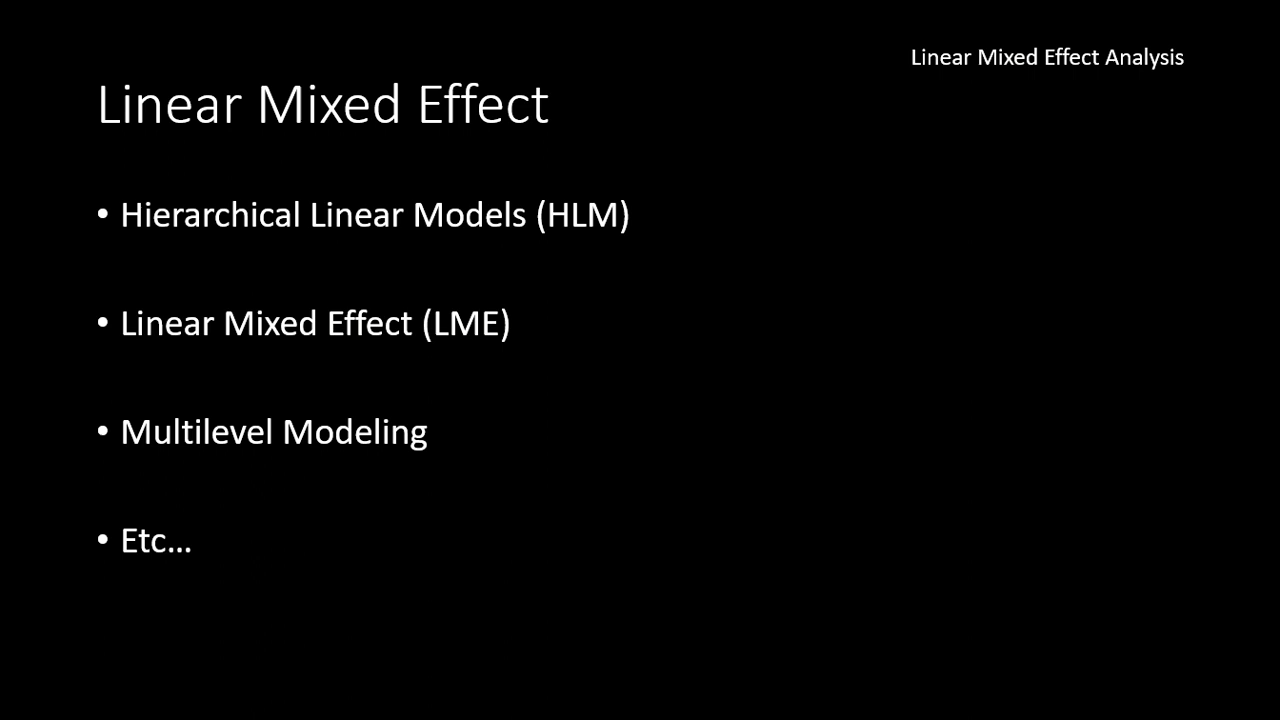 Linear Mixed Effect Analysis
Linear Mixed Effect
• Hierarchical Linear Models (HLM)
• Linear Mixed Effect (LME)
• Multilevel Modeling
• Etc…